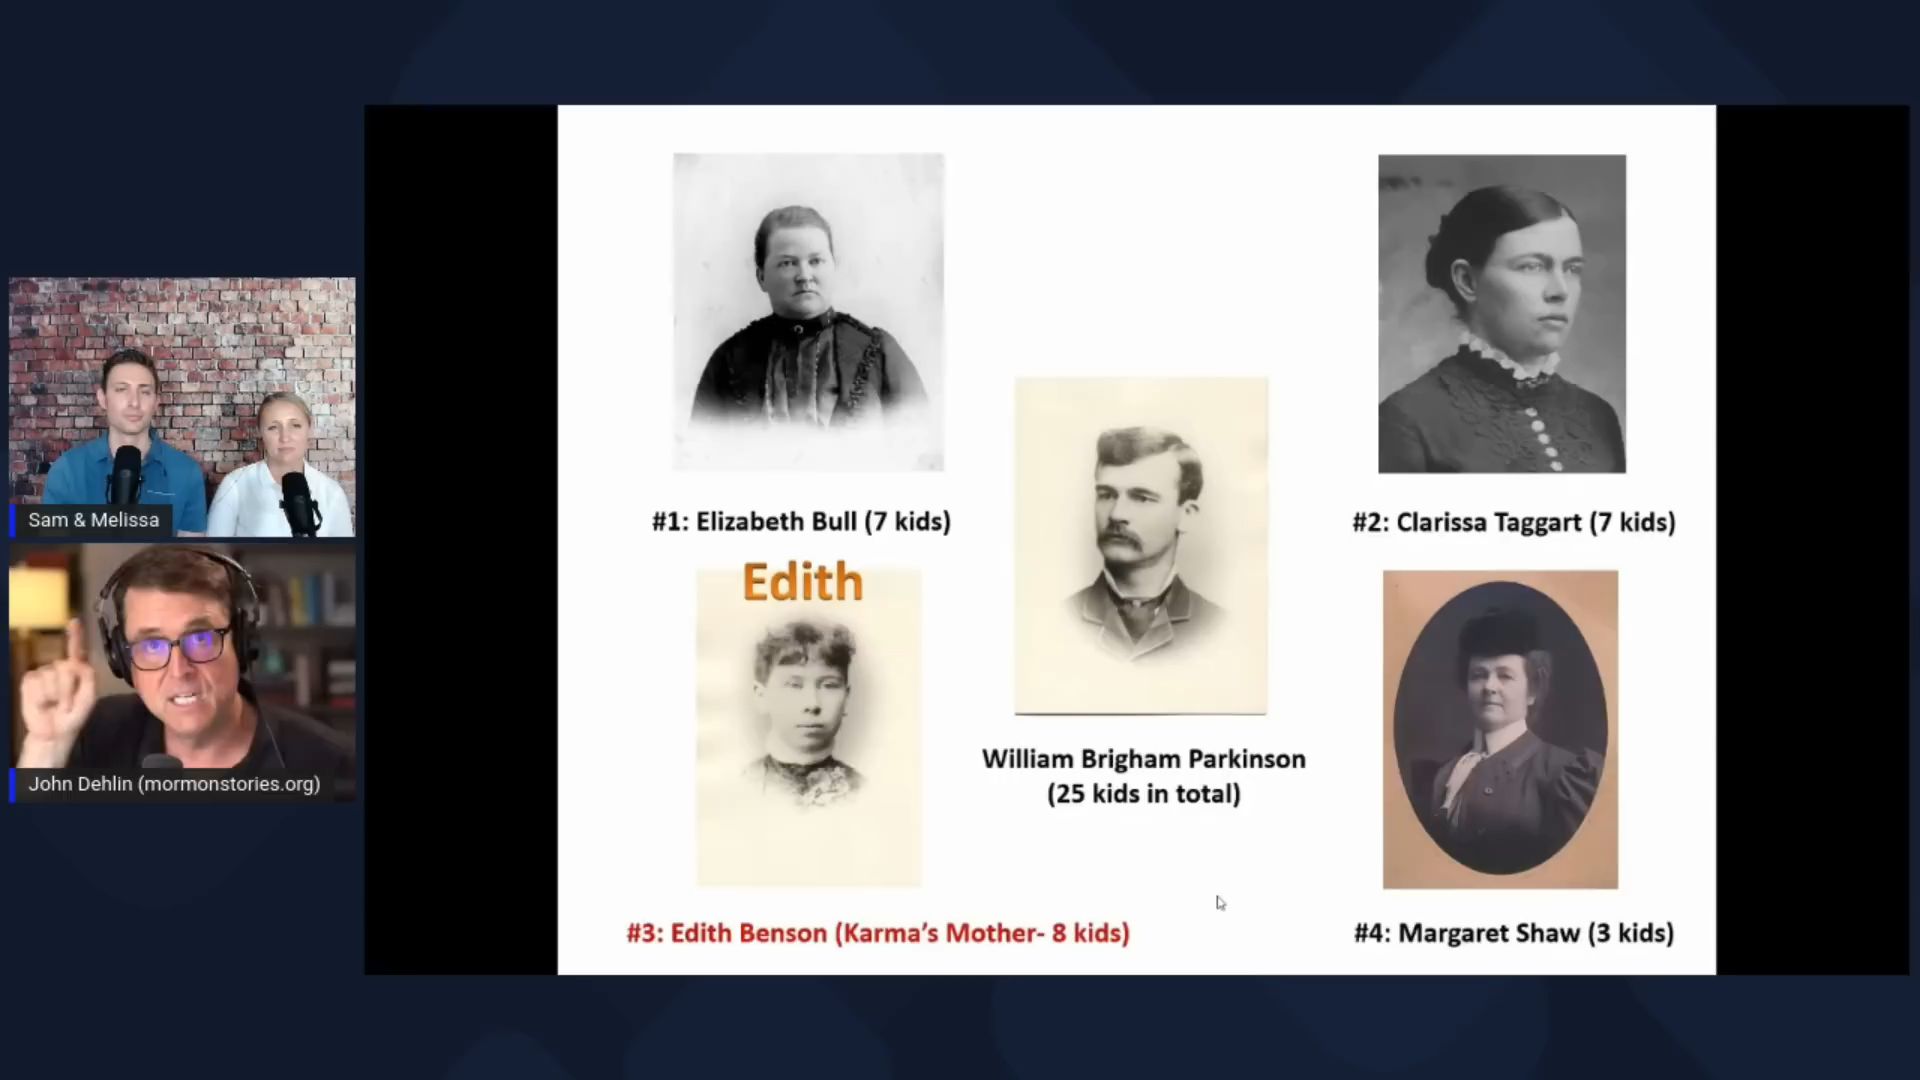 Sam & Melissa
John Dehlin (mormonstories.org)
#1: Elizabeth Bull (7 kids)
#2: Clarissa Taggart (7 kids)
Edith
William Brigham Parkinson
(25 kids in total)
#3: Edith Benson (Karma’s Mother- 8 kids)
#4: Margaret Shaw (3 kids)